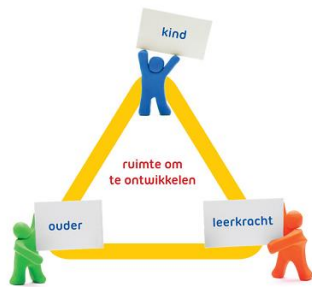 kind
ruimte om
te ontwikkelen
ouder
leerkracht